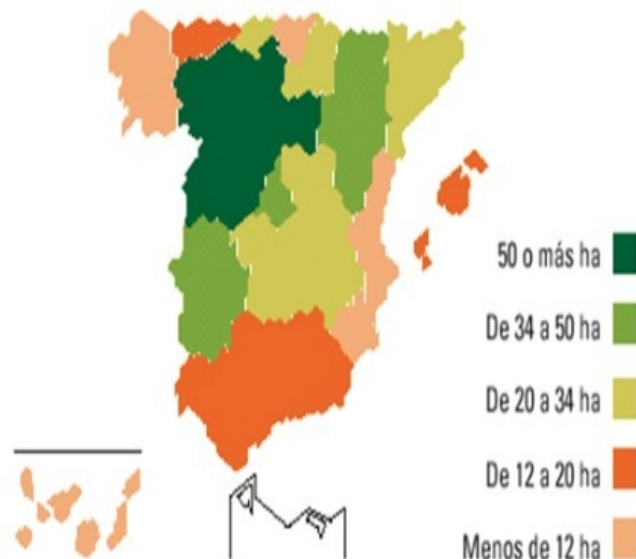 50 o más ha
De 34 a 50 ha
De 20 a 34 ha
De 12 a 20 ha
Menos de 12 ha